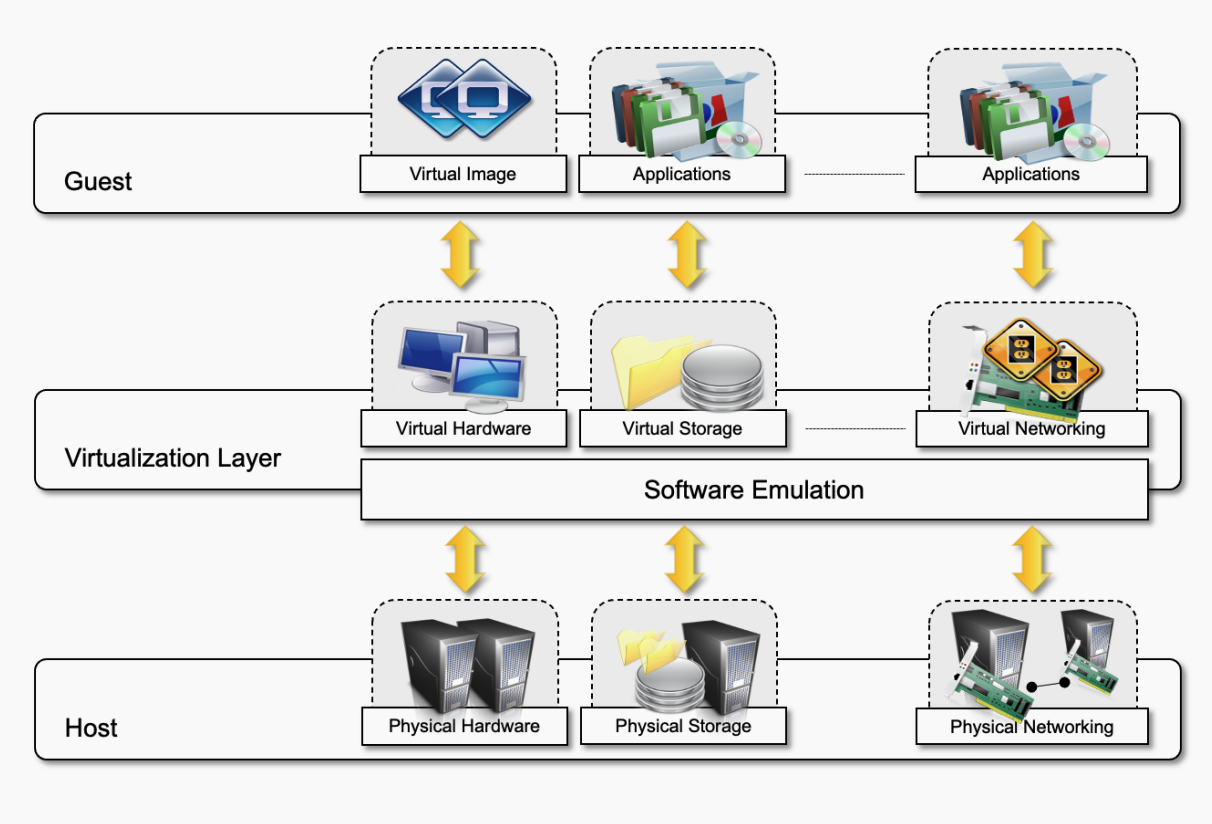 Guest
Virtual Image
Applications
Applications
Virtualization Layer
Virtual Hardware
Virtual Storage
Virtual Networking
Software Emulation
Host
Physical Hardware
Physical Storage
Physical Networking